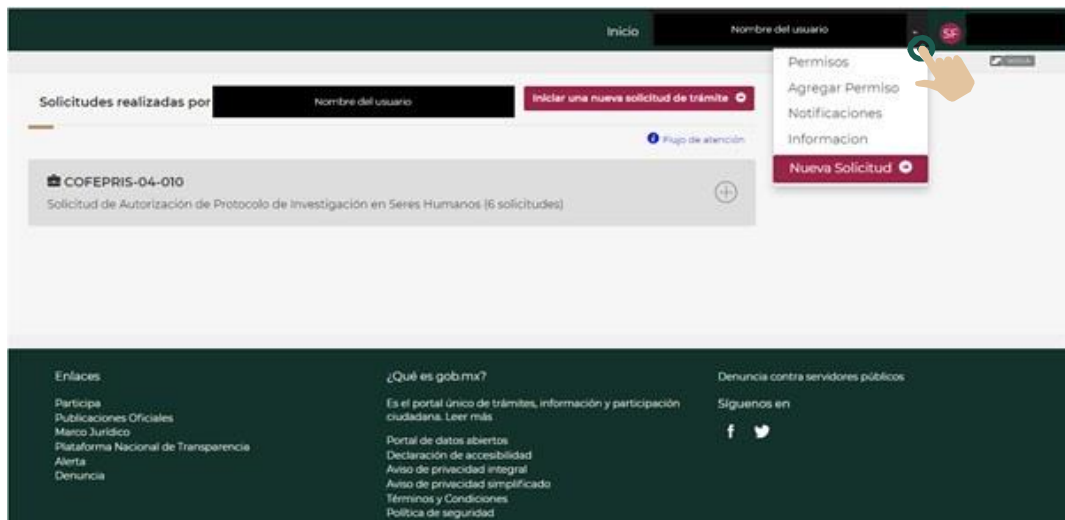 Inicio
Nombre del usuario
SF
Permisos
Agregar Permiso
Notificaciones
Informacion
Nueva Solicitud
Solicitudes realizadas por
Nombre del usuario
Iniciar una nueva solicitud de trámite
Flujo de atención
COFEPRIS-04-010
Solicitud de Autorización de Protocolo de Investigación en Seres Humanos (6 solicitudes)
Enlaces
Participa
Publicaciones Oficiales
Marco Jurídico
Plataforma Nacional de Transparencia
Alerta
Denuncia
¿Qué es gob.mx?
Es el portal único de trámites, información y participación
ciudadana. Leer más
Portal de datos abiertos
Declaración de accesibilidad
Aviso de privacidad integral
Aviso de privacidad simplificado
Términos y Condiciones
Política de seguridad
Denuncia contra servidores públicos
Síguenos en